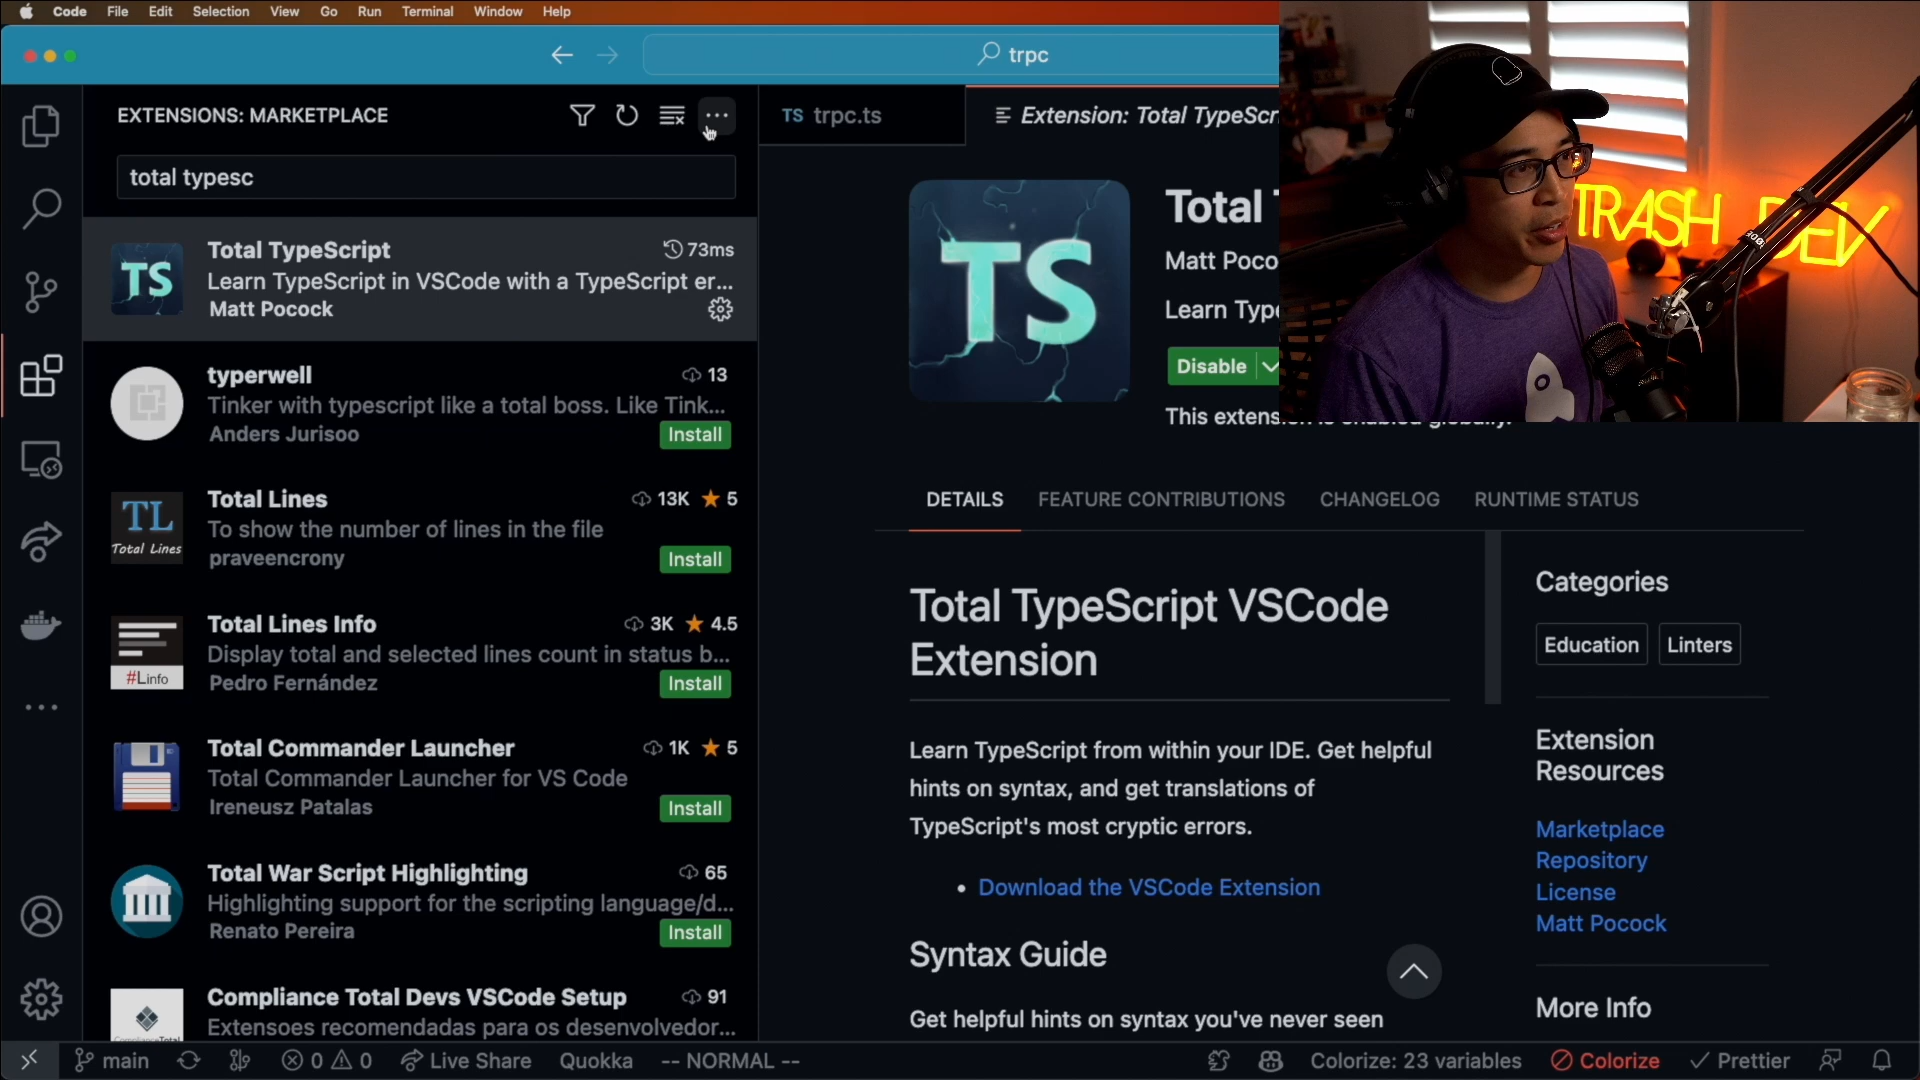 Code File Edit Selection View Go Run Terminal Window Help
trpc
EXTENSIONS: MARKETPLACE
total typesc
Total TypeScript 73ms
Learn TypeScript in VSCode with a TypeScript er...
Matt Pocock
typerwell 13
Tinker with typescript like a total boss. Like Tink...
Anders Jurisoo Install
TL
Total Lines
Total Lines 13K 5
To show the number of lines in the file
praveencrony Install
#Linfo
Total Lines Info 3K 4.5
Display total and selected lines count in status b...
Pedro Fernández Install
Total Commander Launcher 1K 5
Total Commander Launcher for VS Code
Ireneusz Patalas Install
Total War Script Highlighting 65
Highlighting support for the scripting language/d...
Renato Pereira Install
Compliance Total Devs VSCode Setup 91
Extensoes recomendadas para os desenvolvedor...
TS trpc.ts
Extension: Total TypeScr
TS
TS
Total
Matt Poco
Learn Type
Disable
This extens
TRASH DEV
DETAILS FEATURE CONTRIBUTIONS CHANGELOG RUNTIME STATUS
Total TypeScript VSCode
Extension
Learn TypeScript from within your IDE. Get helpful
hints on syntax, and get translations of
TypeScript's most cryptic errors.
• Download the VSCode Extension
Syntax Guide
Get helpful hints on syntax you've never seen
Categories
Education Linters
Extension
Resources
Marketplace
Repository
License
Matt Pocock
More Info
main 0 0 Live Share Quokka -- NORMAL -- Colorize: 23 variables Colorize Prettier